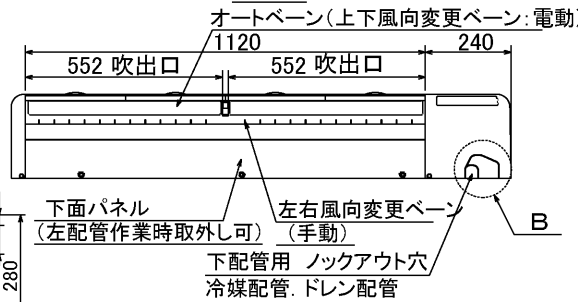 オートベーン(上下風向変更ベーン:電動)
1120
240
552 吹出口
552 吹出口
下面パネル
(左配管作業時取外し可)
左右風向変更ベーン
(手動)
B
下配管用 ノックアウト穴
冷媒配管. ドレン配管
280